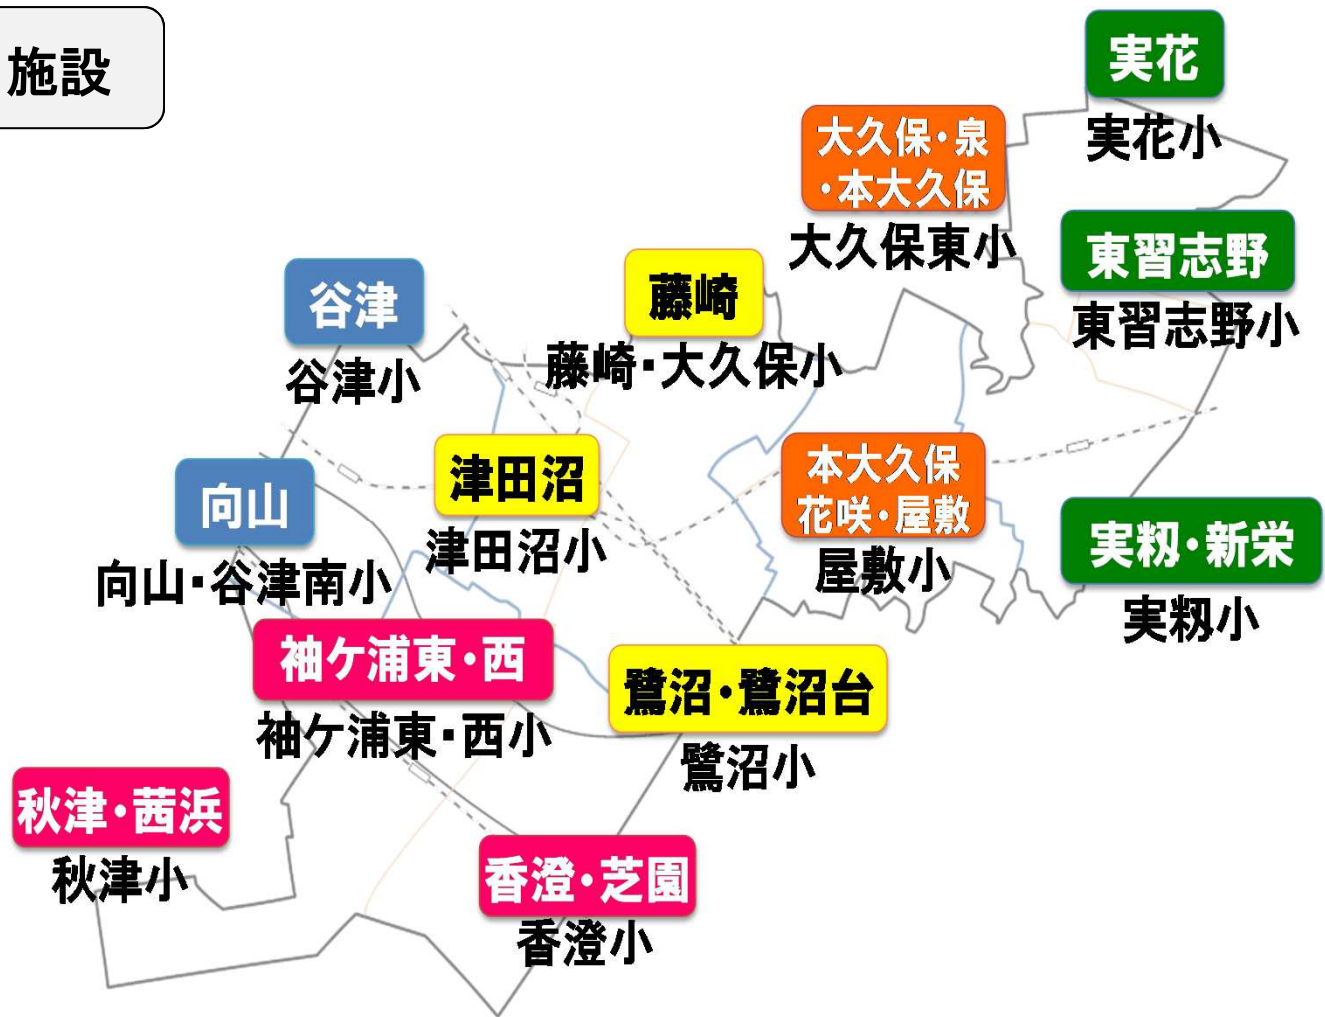 施設
実花
実花小
大久保・泉
・本大久保
大久保東小
東習志野
東習志野小
谷津
谷津小
藤崎
藤崎・大久保小
津田沼
津田沼小
本大久保
花咲・屋敷
屋敷小
向山
向山・谷津南小
実籾・新栄
実籾小
袖ケ浦東・西
袖ケ浦東・西小
鷺沼・鷺沼台
鷺沼小
秋津・茜浜
秋津小
香澄・芝園
香澄小